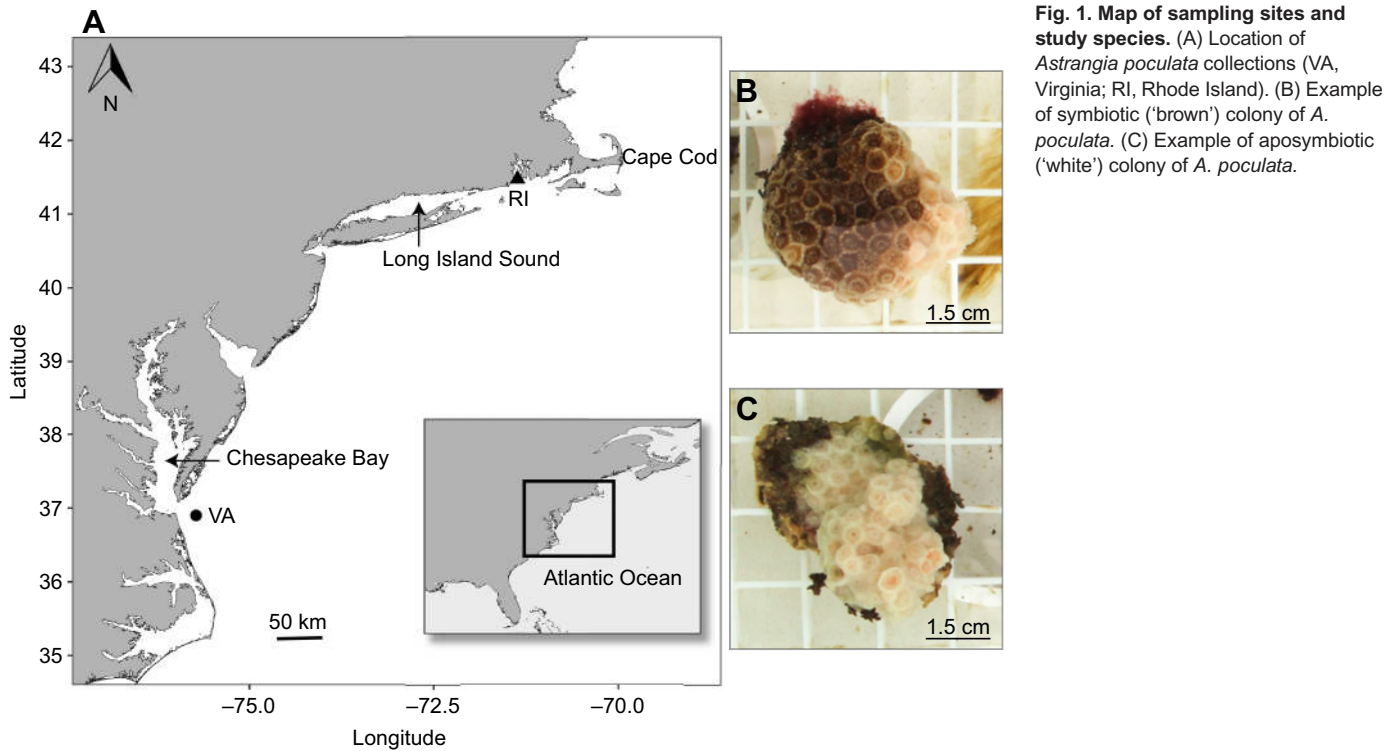 A
43
42
41
40
39
38
37
36
35
Latitude
N
Cape Cod
RI
Long Island Sound
Chesapeake Bay
VA
50 km
Atlantic Ocean
–75.0
–72.5
–70.0
Longitude
B
1.5 cm
C
1.5 cm
Fig. 1. Map of sampling sites and
study species. (A) Location of
Astrangia poculata collections (VA,
Virginia; RI, Rhode Island). (B) Example
of symbiotic (‘brown’) colony of A.
poculata. (C) Example of aposymbiotic
(‘white’) colony of A. poculata.